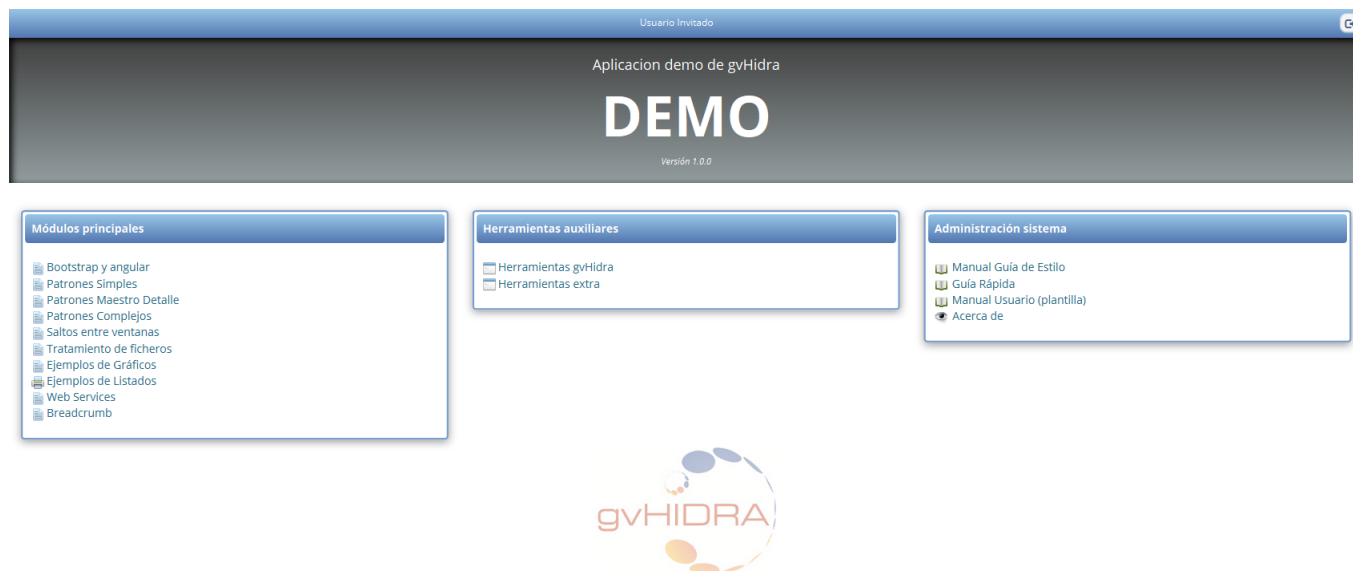 Usuario Invitado
Aplicacion demo de gvHidra
DEMO
Versión 1.0.0
Módulos principales
Bootstrap y angular
Patrones Simples
Patrones Maestro Detalle
Patrones Complejos
Saltos entre ventanas
Tratamiento de ficheros
Ejemplos de Gráficos
Ejemplos de Listados
Web Services
Breadcrumb
Herramientas auxiliares
Herramientas gvHidra
Herramientas extra
Administración sistema
Manual Guía de Estilo
Guía Rápida
Manual Usuario (plantilla)
Acerca de
gvHIDRA